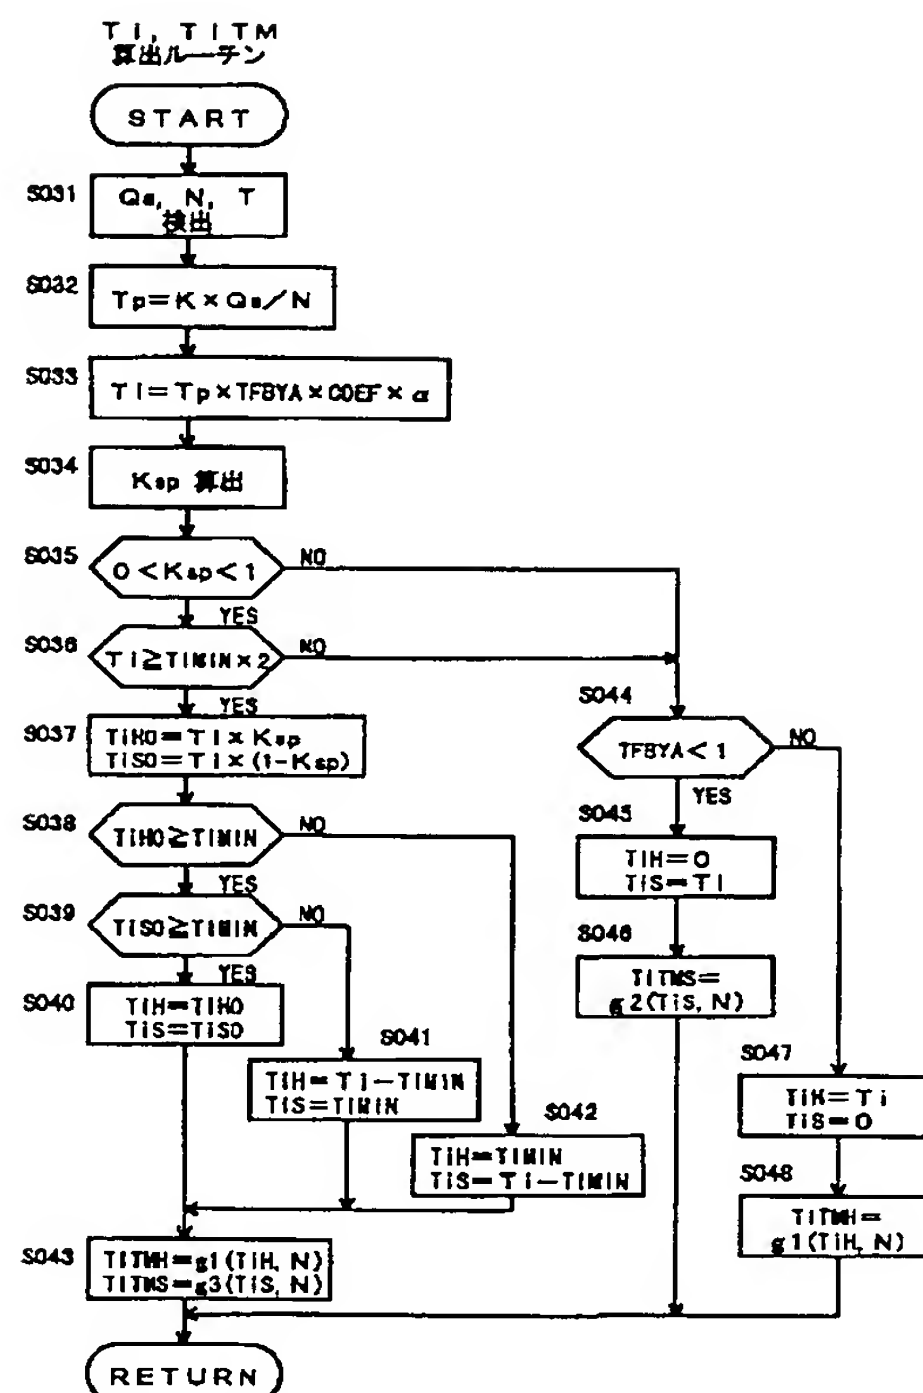 Ti, TITM
算出ルーチン
START
S031
Qa, N, T
検出
S032
Tp=K×Qa/N
S033
Ti=Tp×TFBYA×COEF×α
S034
Ksp 算出
S035
0<Ksp<1
NO
YES
S036
Ti≧TIMIN×2
NO
YES
S037
TiH0=Ti×Ksp
TiS0=Ti×(1-Ksp)
S038
TiH0≧TIMIN
NO
YES
S039
TiS0≧TIMIN
NO
YES
S040
TiH=TiH0
TiS=TiS0
S041
TiH=Ti-TIMIN
TiS=TIMIN
S042
TiH=TIMIN
TiS=Ti-TIMIN
S043
TITMH=g1(TiH, N)
TITMS=g3(TiS, N)
S044
TFBYA<1
NO
YES
S045
TiH=0
TiS=Ti
S046
TITMS=
g2(TiS, N)
S047
TiH=Ti
TiS=0
S048
TITMH=
g1(TiH, N)
RETURN